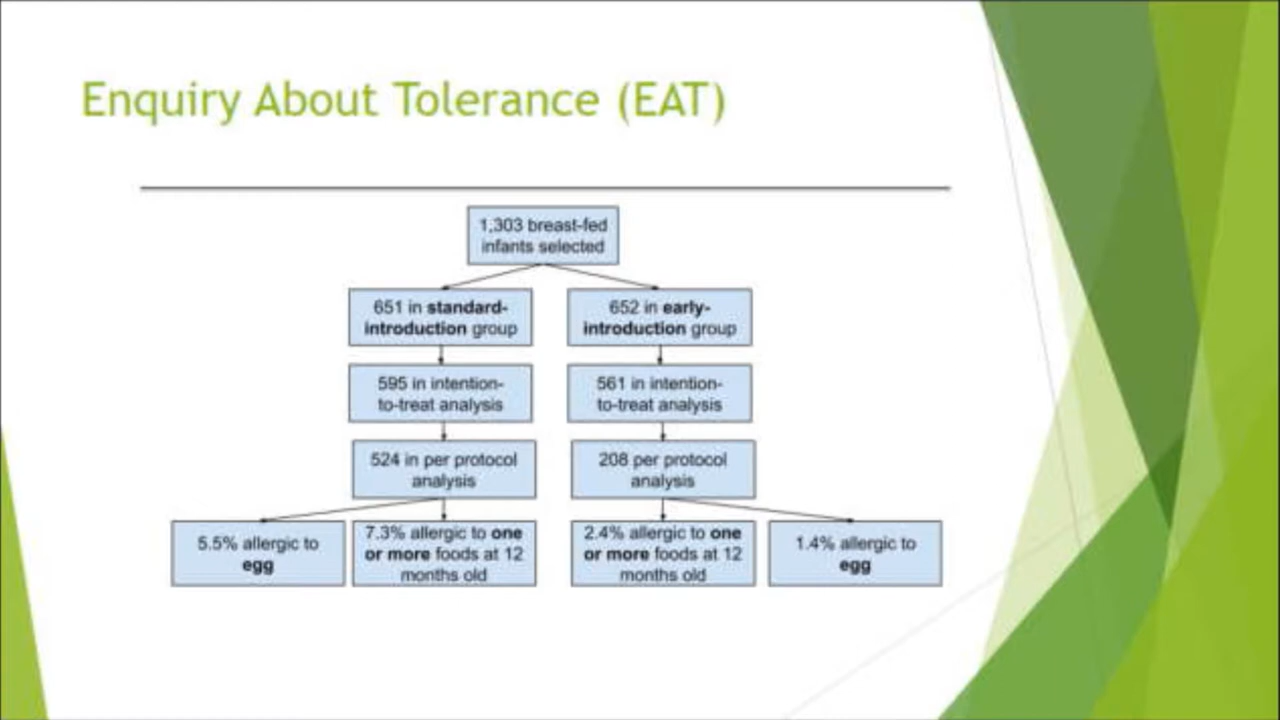 Enquiry About Tolerance (EAT)
1,303 breast-fed
infants selected
651 in standard-
introduction group
652 in early-
introduction group
595 in intention-
to-treat analysis
561 in intention-
to-treat analysis
524 in per protocol
analysis
208 per protocol
analysis
5.5% allergic to
egg
7.3% allergic to one
or more foods at 12
months old
2.4% allergic to one
or more foods at 12
months old
1.4% allergic to
egg